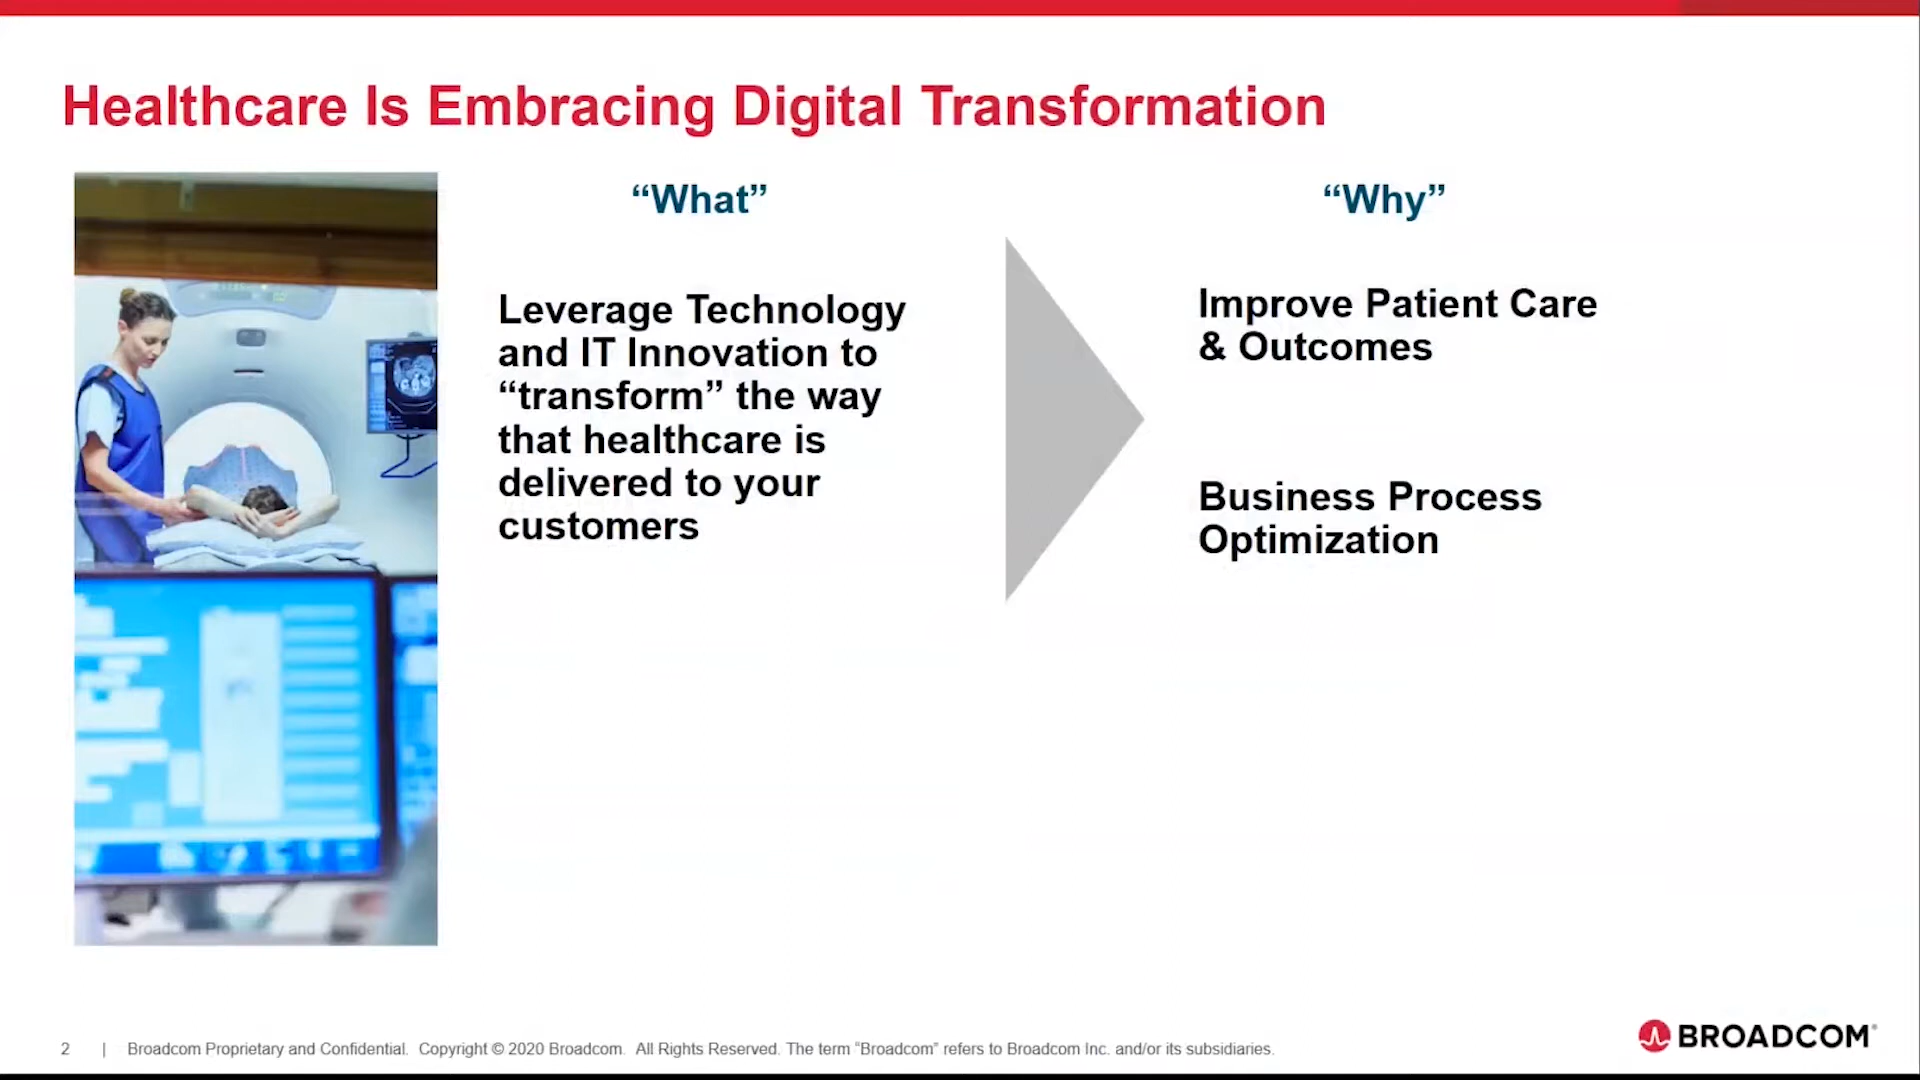 Healthcare Is Embracing Digital Transformation
“What”
Leverage Technology
and IT Innovation to
“transform” the way
that healthcare is
delivered to your
customers
“Why”
Improve Patient Care
& Outcomes
Business Process
Optimization
2 | Broadcom Proprietary and Confidential. Copyright © 2020 Broadcom. All Rights Reserved. The term “Broadcom” refers to Broadcom Inc. and/or its subsidiaries.
BROADCOM®